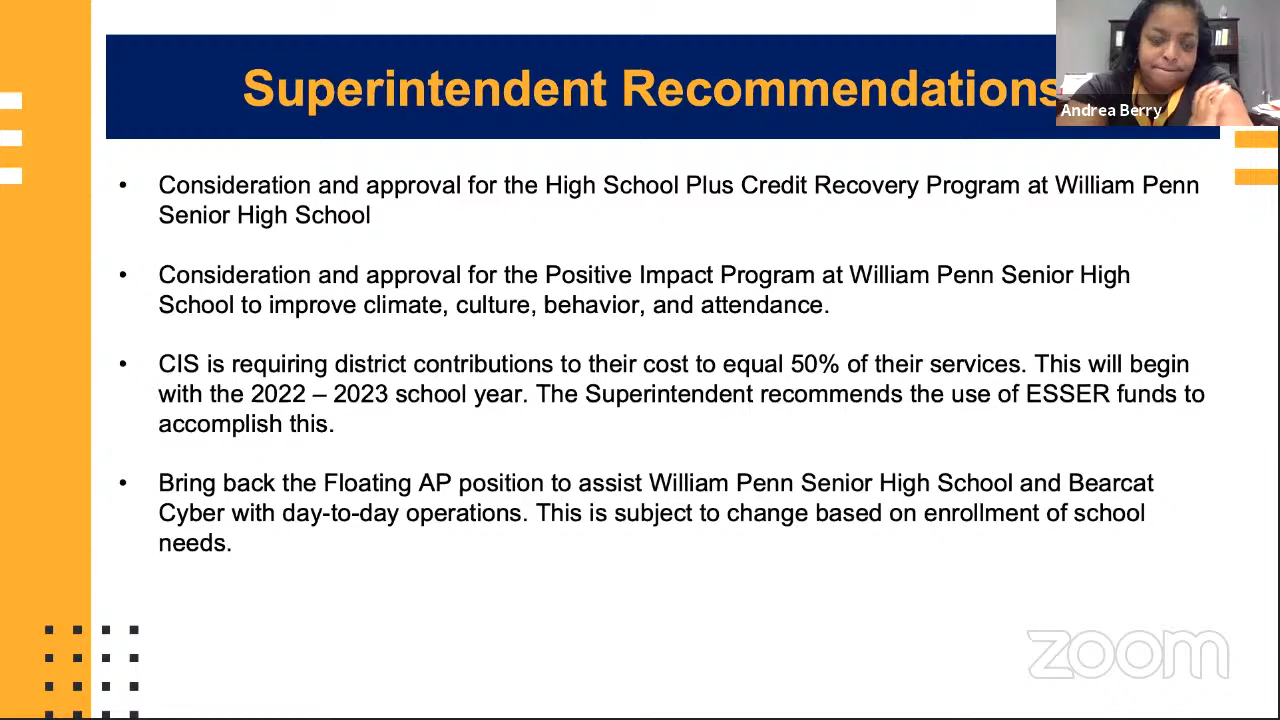 Superintendent Recommendations
Andrea Berry
• Consideration and approval for the High School Plus Credit Recovery Program at William Penn
Senior High School
• Consideration and approval for the Positive Impact Program at William Penn Senior High
School to improve climate, culture, behavior, and attendance.
• CIS is requiring district contributions to their cost to equal 50% of their services. This will begin
with the 2022 – 2023 school year. The Superintendent recommends the use of ESSER funds to
accomplish this.
• Bring back the Floating AP position to assist William Penn Senior High School and Bearcat
Cyber with day-to-day operations. This is subject to change based on enrollment of school
needs.
zoom